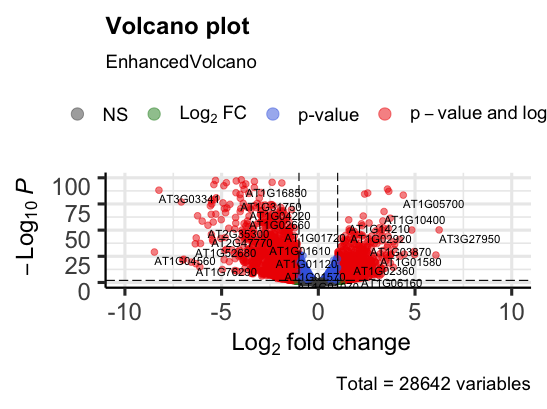 Volcano plot
EnhancedVolcano
NS Log2 FC p-value p – value and log
100
75
50
25
0
-10 -5 0 5 10
−Log10 P
Log2 fold change
AT1G16850
AT3G03341
AT1G31750
AT1G05700
AT1G04220
AT1G10400
AT1G02660
AT1G14210
AT2G35300
AT1G01720
AT1G02920
AT3G27950
AT2G47770
AT1G01610
AT1G52680
AT1G03870
AT1G04560
AT1G01120
AT1G01580
AT1G76290
AT1G02360
AT1G01570
AT1G06160
Total = 28642 variables